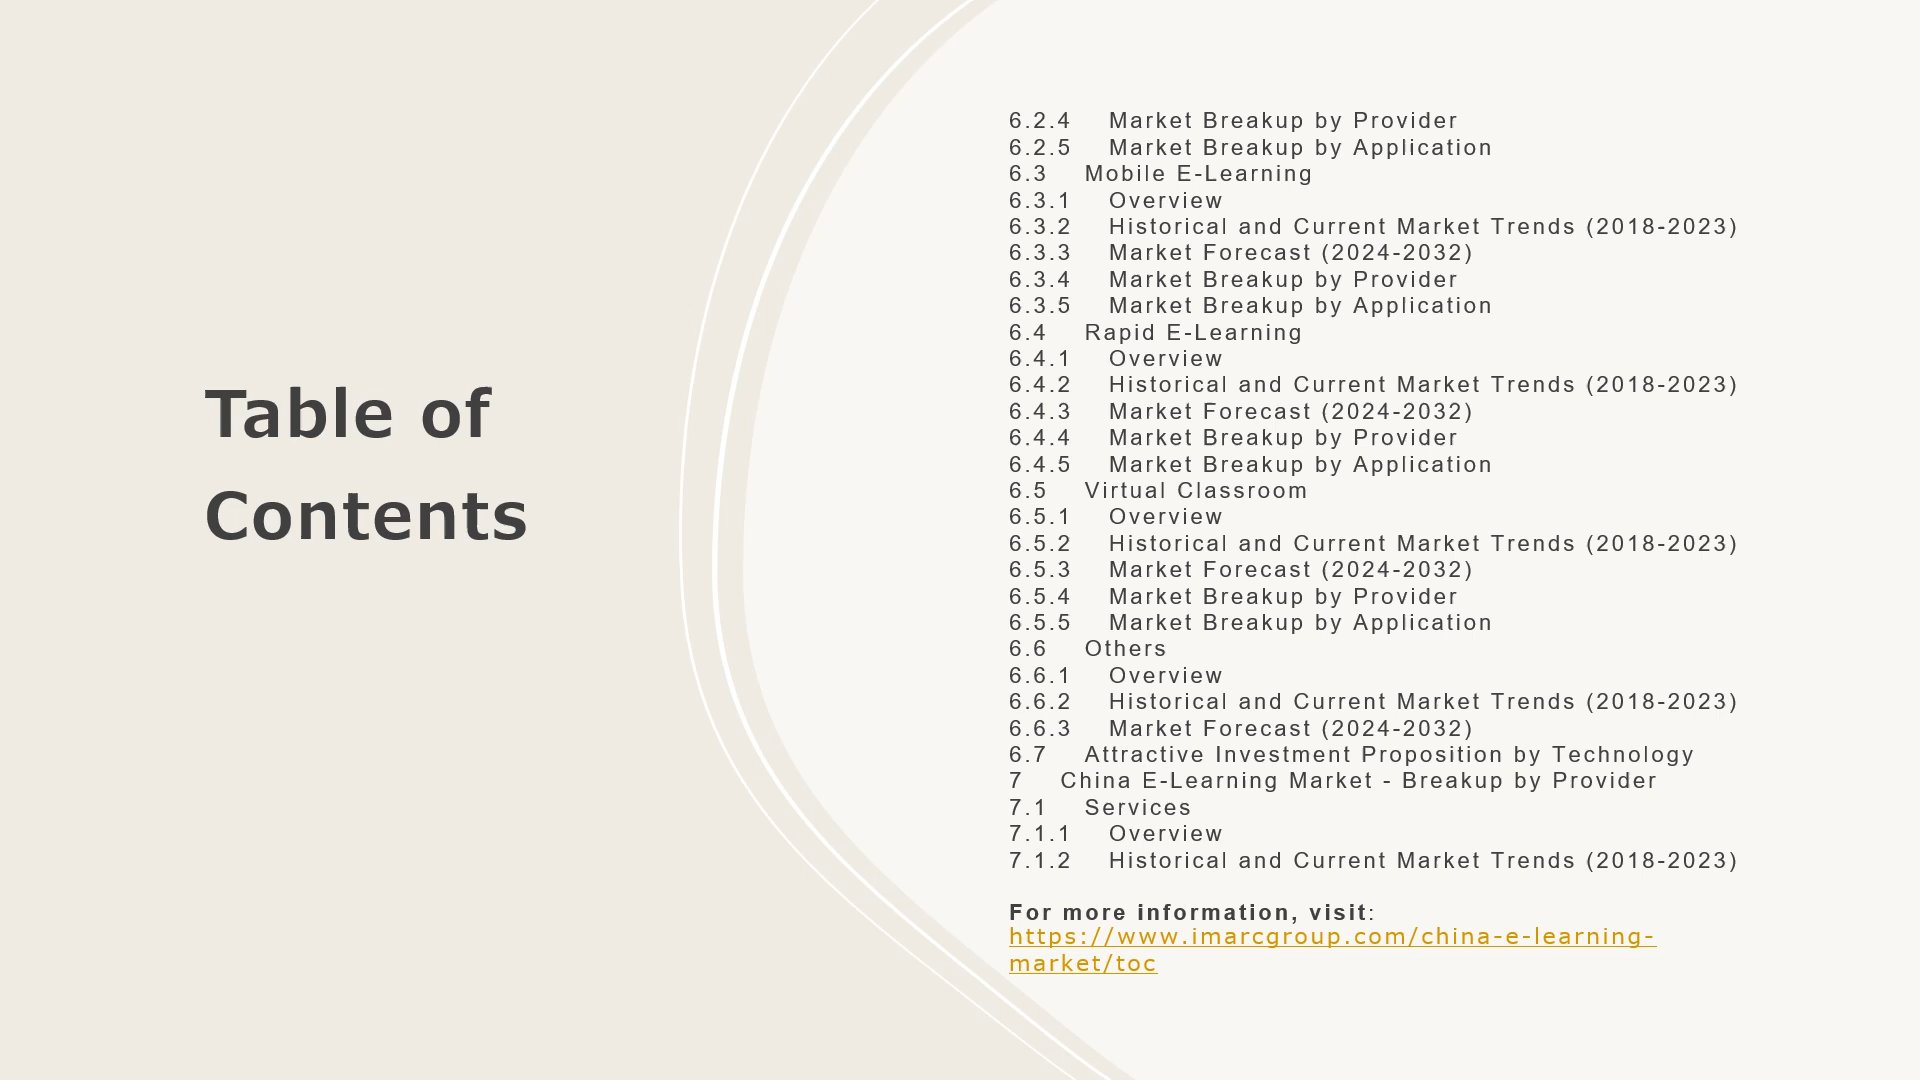 Table of
Contents
6.2.4 Market Breakup by Provider
6.2.5 Market Breakup by Application
6.3 Mobile E-Learning
6.3.1 Overview
6.3.2 Historical and Current Market Trends (2018-2023)
6.3.3 Market Forecast (2024-2032)
6.3.4 Market Breakup by Provider
6.3.5 Market Breakup by Application
6.4 Rapid E-Learning
6.4.1 Overview
6.4.2 Historical and Current Market Trends (2018-2023)
6.4.3 Market Forecast (2024-2032)
6.4.4 Market Breakup by Provider
6.4.5 Market Breakup by Application
6.5 Virtual Classroom
6.5.1 Overview
6.5.2 Historical and Current Market Trends (2018-2023)
6.5.3 Market Forecast (2024-2032)
6.5.4 Market Breakup by Provider
6.5.5 Market Breakup by Application
6.6 Others
6.6.1 Overview
6.6.2 Historical and Current Market Trends (2018-2023)
6.6.3 Market Forecast (2024-2032)
6.7 Attractive Investment Proposition by Technology
7 China E-Learning Market - Breakup by Provider
7.1 Services
7.1.1 Overview
7.1.2 Historical and Current Market Trends (2018-2023)
For more information, visit:
https://www.imarcgroup.com/china-e-learning-
market/toc